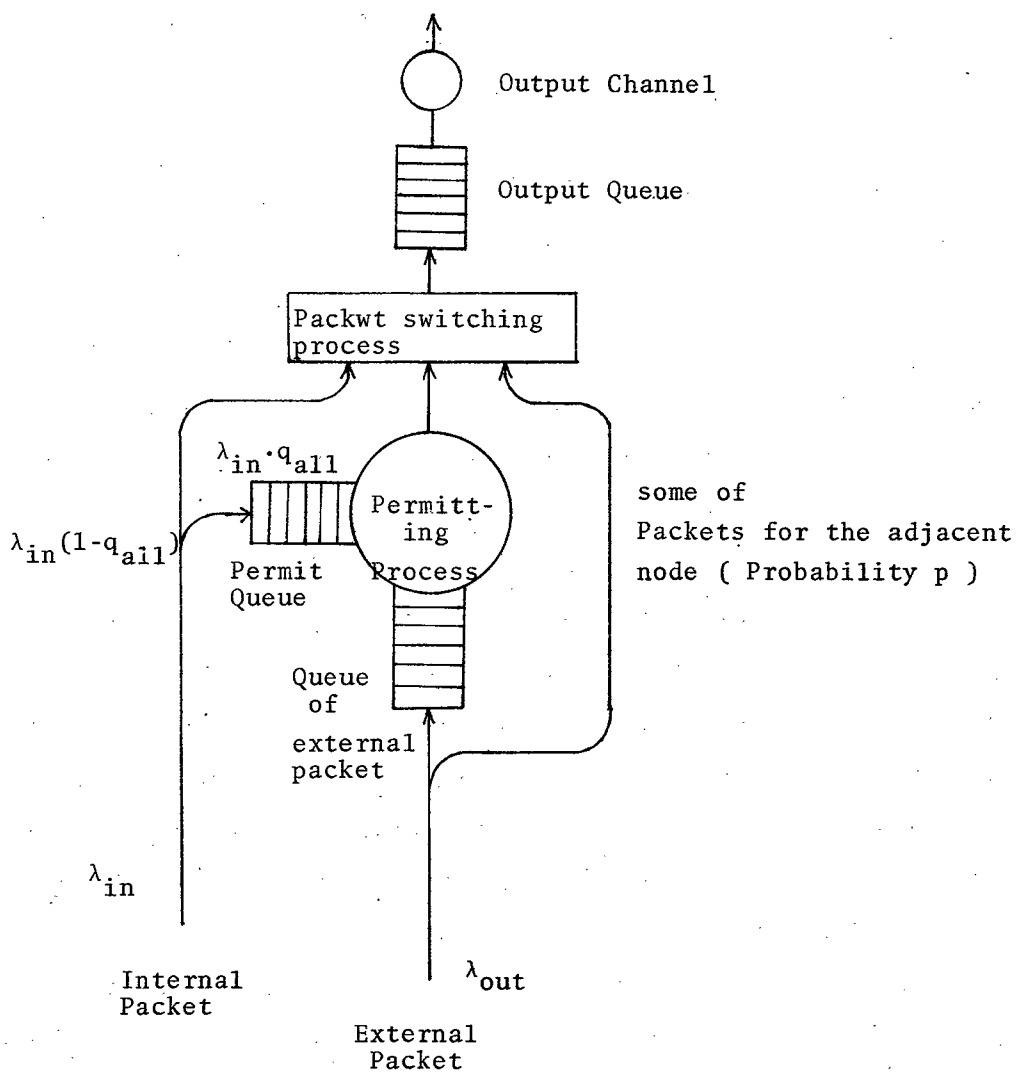 Output Channel
Output Queue
Packwt switching
process
λin·qall
Permitt-
ing
Process
some of
Packets for the adjacent
node ( Probability p )
λin(1-qall)
Permit
Queue
Queue
of
external
packet
λin
Internal
Packet
λout
External
Packet